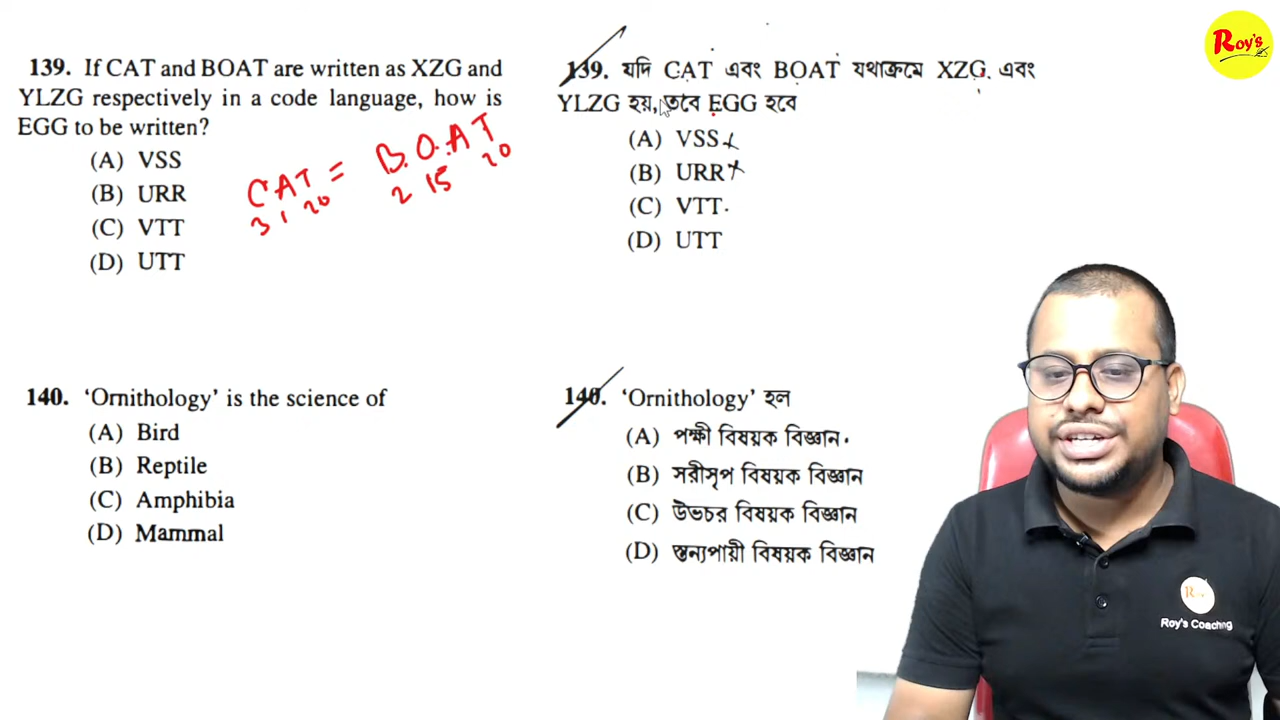 139. If CAT and BOAT are written as XZG and
YLZG respectively in a code language, how is
EGG to be written?
(A) VSS
(B) URR
(C) VTT
(D) UTT
CAT = B.O.AT
3 1 20 2 15 20
140. ‘Ornithology’ is the science of
(A) Bird
(B) Reptile
(C) Amphibia
(D) Mammal
139. যদি CAT এবং BOAT যথাক্রমে XZG. এবং
YLZG হয়, তবে EGG হবে
(A) VSS
(B) URR
(C) VTT.
(D) UTT
140. ‘Ornithology’ হল
(A) পক্ষী বিষয়ক বিজ্ঞান.
(B) সরীসৃপ বিষয়ক বিজ্ঞান
(C) উভচর বিষয়ক বিজ্ঞান
(D) স্তন্যপায়ী বিষয়ক বিজ্ঞান
Roy's
Roy's Coaching